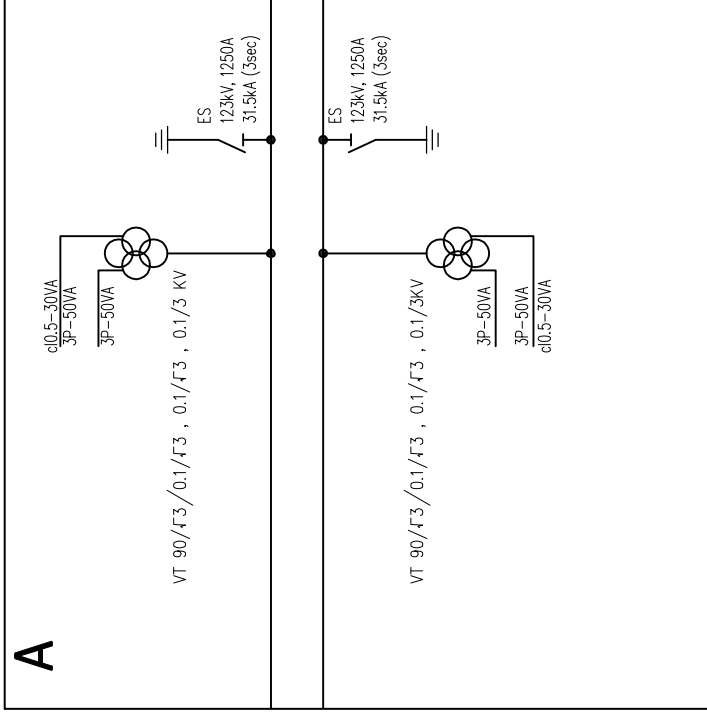 A
cl0.5-30VA
3P-50VA
3P-50VA
VT 90/√3/0.1/√3 , 0.1/√3 , 0.1/3 KV
ES
123kV, 1250A
31.5kA (3sec)
ES
123kV, 1250A
31.5kA (3sec)
VT 90/√3/0.1/√3 , 0.1/√3 , 0.1/3KV
3P-50VA
3P-50VA
cl0.5-30VA